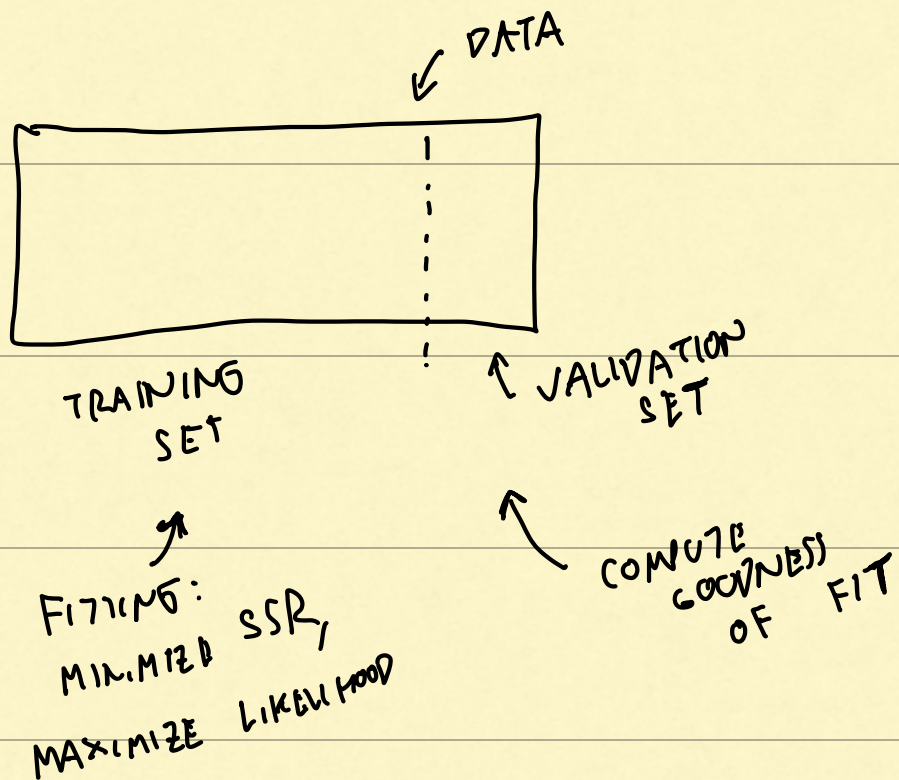 DATA
TRAINING
SET
VALIDATION
SET
FITTING:
MINIMIZE SSR,
MAXIMIZE LIKELIHOOD
COMPUTE
GOODNESS
OF FIT